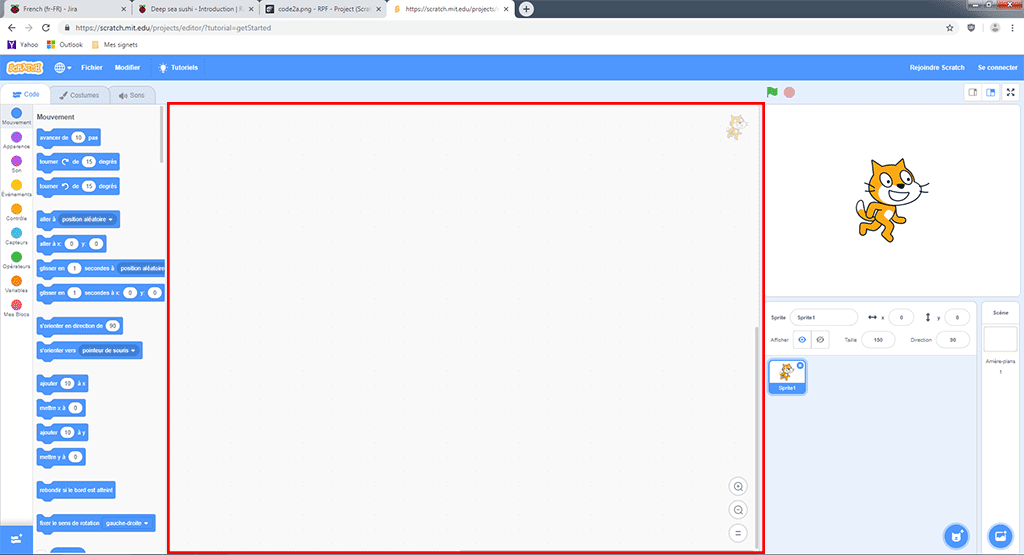 French (fr-FR) - Jira
Deep sea sushi - Introduction | R
code2a.png - RPF - Project (Scrat
https://scratch.mit.edu/projects/
https://scratch.mit.edu/projects/editor/?tutorial=getStarted
Yahoo
Outlook
Mes signets
SCRATCH
Fichier
Modifier
Tutoriels
Rejoindre Scratch
Se connecter
Code
Costumes
Sons
Mouvement
Apparence
Son
Événements
Contrôle
Capteurs
Opérateurs
Variables
Mes Blocs
Mouvement
avancer de 10 pas
tourner de 15 degrés
tourner de 15 degrés
aller à position aléatoire
aller à x: 0 y: 0
glisser en 1 secondes à position aléatoire
glisser en 1 secondes à x: 0 y: 0
s'orienter en direction de 90
s'orienter vers pointeur de souris
ajouter 10 à x
mettre x à 0
ajouter 10 à y
mettre y à 0
rebondir si le bord est atteint
fixer le sens de rotation gauche-droite
Sprite Sprite1 x 0 y 0
Afficher Taille 100 Direction 90
Sprite1
Scène
Arrière-plans
1